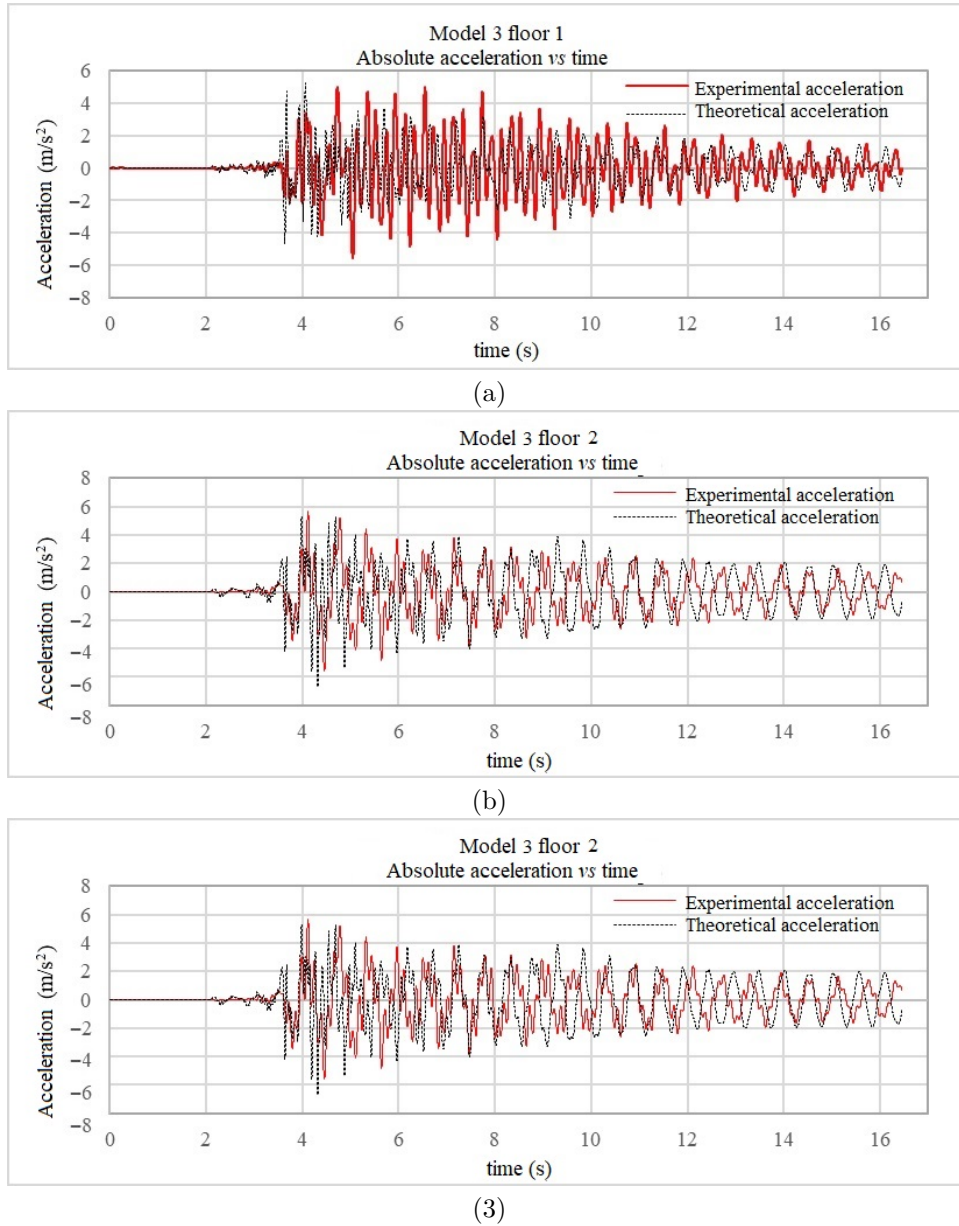 Model 3 floor 1
Absolute acceleration vs time
Experimental acceleration
Theoretical acceleration
Acceleration (m/s²)
6
4
2
0
−2
−4
−6
−8
0 2 4 6 8 10 12 14 16
time (s)
(a)
Model 3 floor 2
Absolute acceleration vs time
Experimental acceleration
Theoretical acceleration
Acceleration (m/s²)
8
6
4
2
0
−2
−4
−6
−8
0 2 4 6 8 10 12 14 16
time (s)
(b)
Model 3 floor 2
Absolute acceleration vs time
Experimental acceleration
Theoretical acceleration
Acceleration (m/s²)
8
6
4
2
0
−2
−4
−6
−8
0 2 4 6 8 10 12 14 16
time (s)
(3)